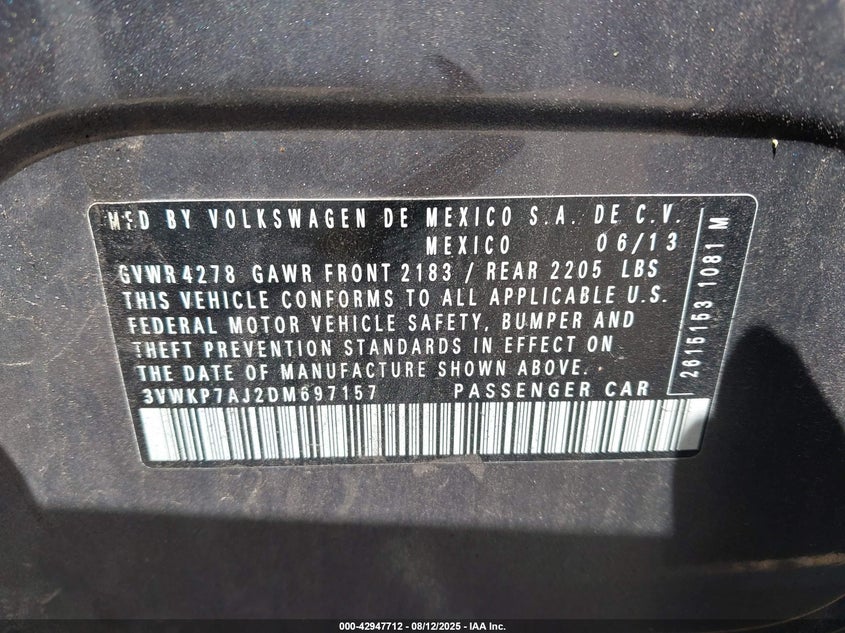 MFD BY VOLKSWAGEN DE MEXICO S.A. DE C.V.
MEXICO 06/13
GVWR 4278 GAWR FRONT 2183 / REAR 2205 LBS
THIS VEHICLE CONFORMS TO ALL APPLICABLE U.S.
FEDERAL MOTOR VEHICLE SAFETY, BUMPER AND
THEFT PREVENTION STANDARDS IN EFFECT ON
THE DATE OF MANUFACTURE SHOWN ABOVE.
3VWKP7AJ2DM697157 PASSENGER CAR
2615153 1081 M
000-42947712 - 08/12/2025 - IAA Inc.